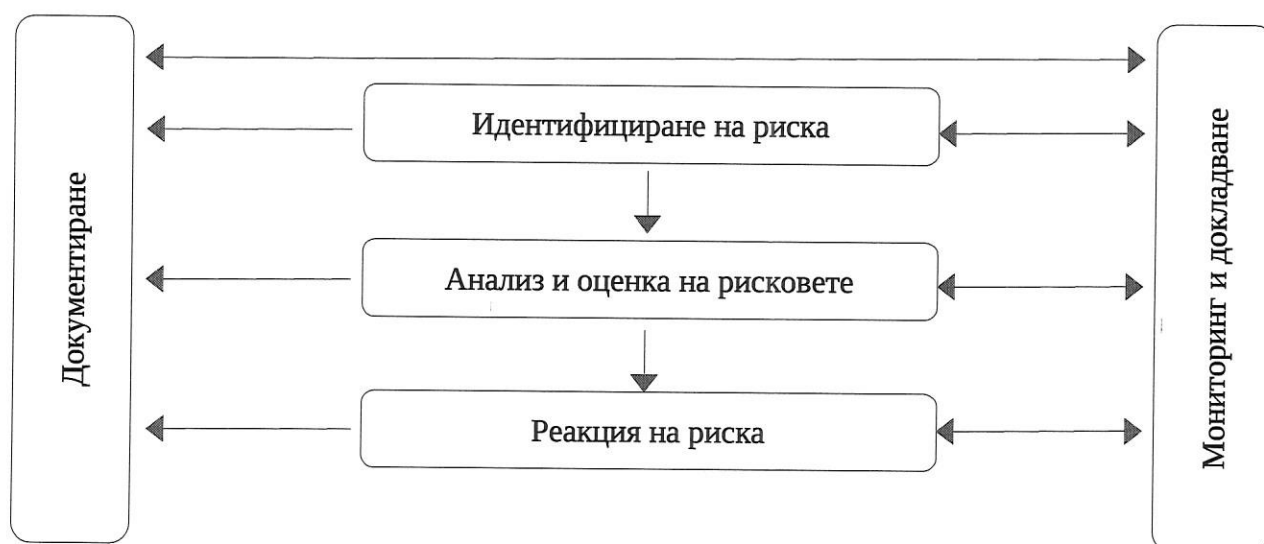 Документиране
Идентифициране на риска
Анализ и оценка на рисковете
Реакция на риска
Мониторинг и докладване